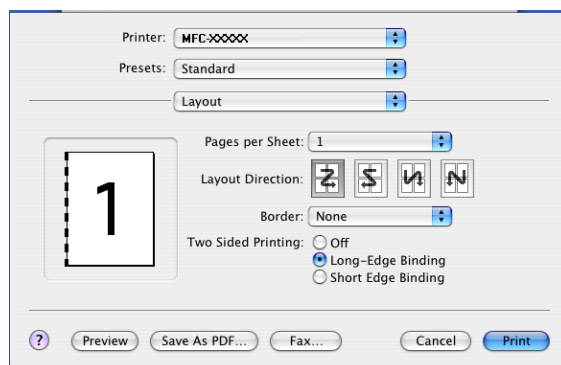 Printer: MFC-XXXXX
Presets: Standard
Layout
Pages per Sheet: 1
Layout Direction:
Border: None
Two Sided Printing: Off
Long-Edge Binding
Short Edge Binding
1
? Preview Save As PDF... Fax... Cancel Print